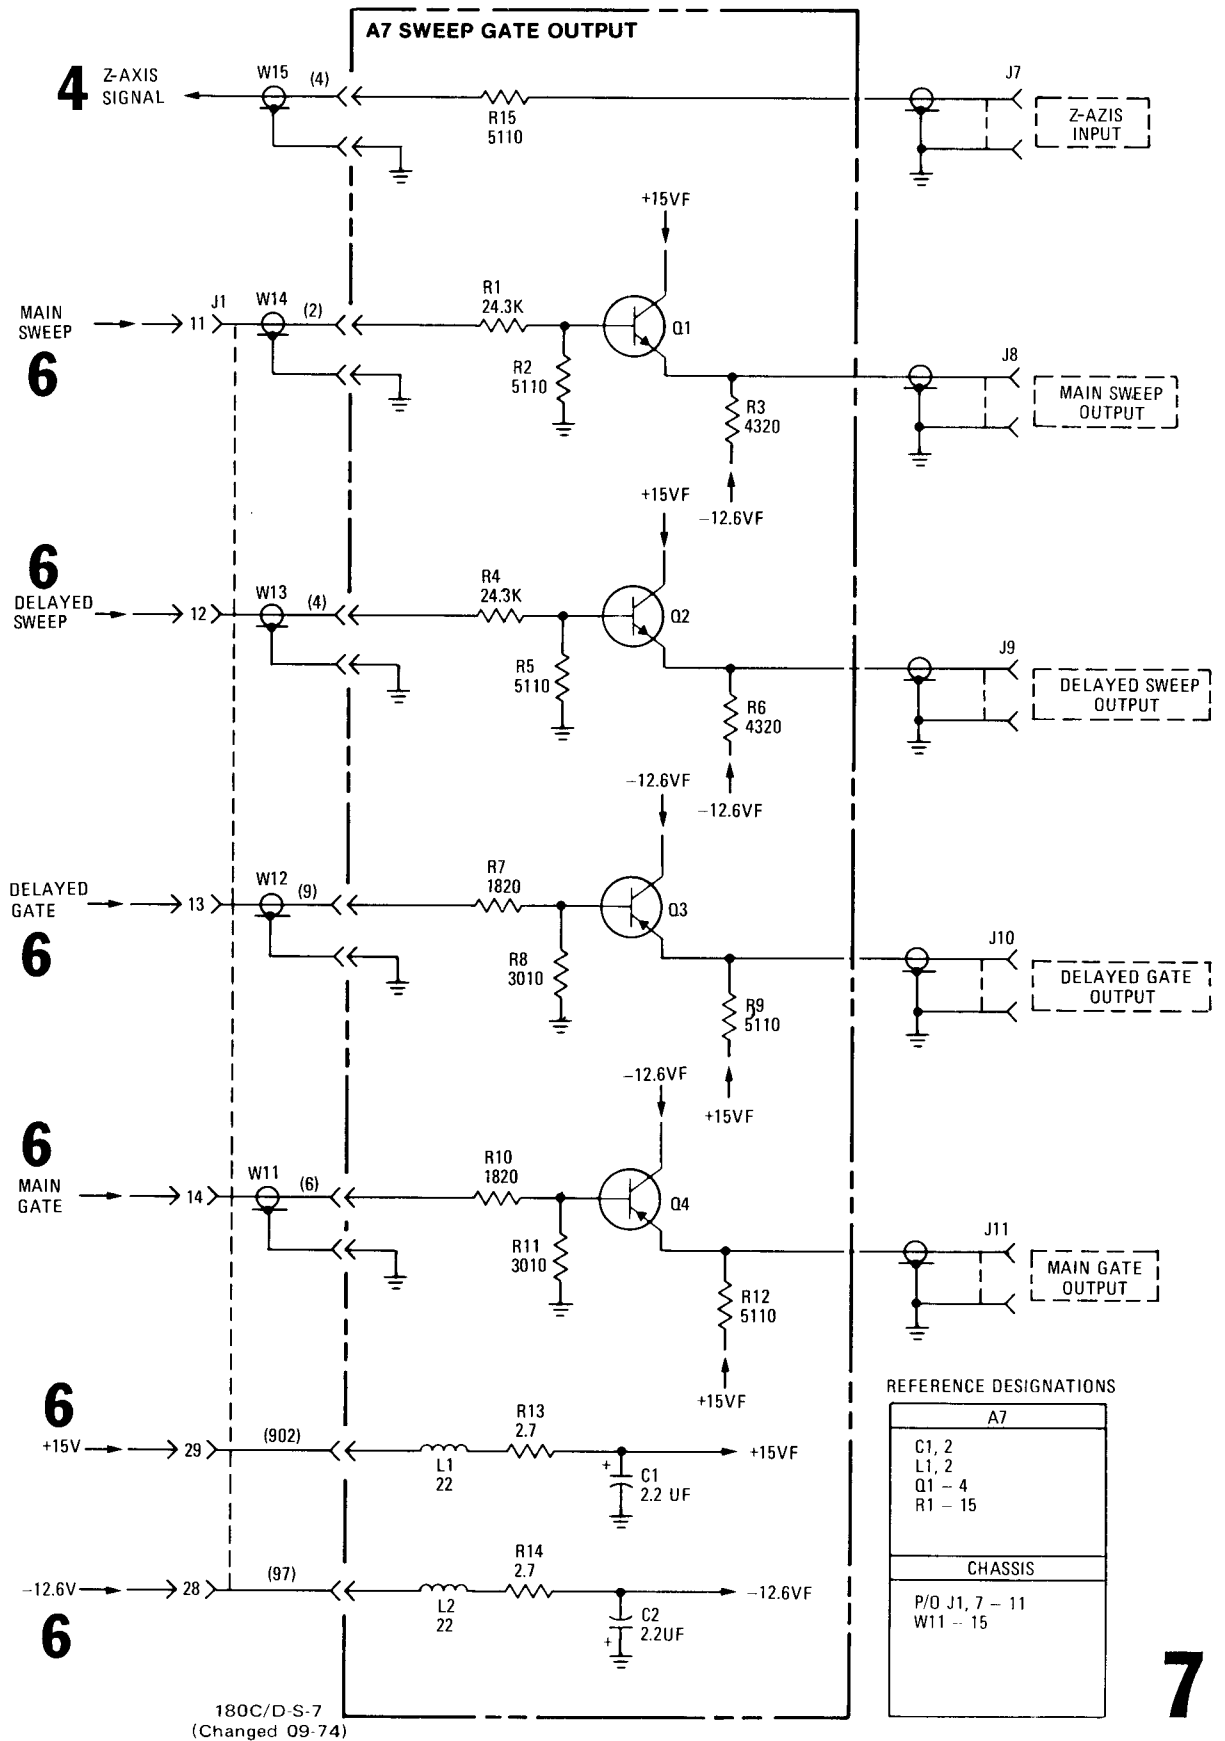 A7 SWEEP GATE OUTPUT
4
Z-AXIS
SIGNAL
W15
(4)
R15
5110
J7
Z-AZIS
INPUT
+15VF
MAIN
SWEEP
6
J1
11
W14
(2)
R1
24.3K
R2
5110
Q1
R3
4320
−12.6VF
J8
MAIN SWEEP
OUTPUT
+15VF
6
DELAYED
SWEEP
12
W13
(4)
R4
24.3K
R5
5110
Q2
R6
4320
−12.6VF
J9
DELAYED SWEEP
OUTPUT
−12.6VF
DELAYED
GATE
6
13
W12
(9)
R7
1820
R8
3010
Q3
R9
5110
+15VF
J10
DELAYED GATE
OUTPUT
−12.6VF
6
MAIN
GATE
14
W11
(6)
R10
1820
R11
3010
Q4
R12
5110
+15VF
J11
MAIN GATE
OUTPUT
6
+15V
29
(902)
L1
22
R13
2.7
+
C1
2.2 UF
+15VF
−12.6V
6
28
(97)
L2
22
R14
2.7
+
C2
2.2UF
−12.6VF
REFERENCE DESIGNATIONS
A7
C1, 2
L1, 2
Q1 – 4
R1 – 15
CHASSIS
P/O J1, 7 – 11
W11 – 15
7
180C/D-S-7
(Changed 09-74)